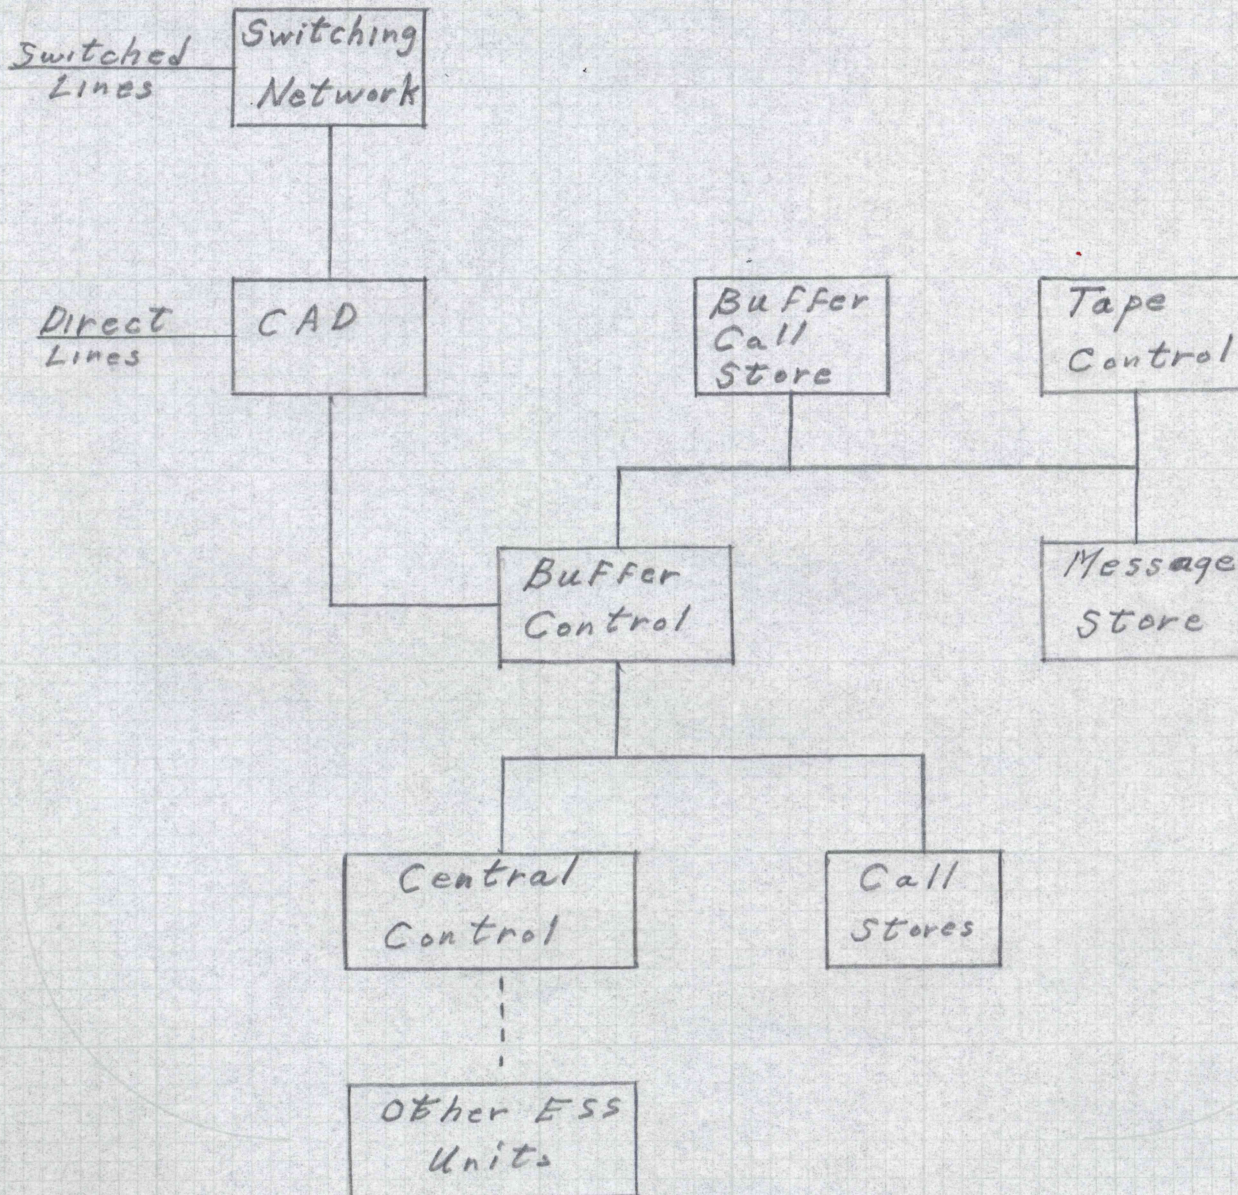 Switching
Network
Switched
Lines
CAD
Direct
Lines
Buffer
Call
Store
Tape
Control
Buffer
Control
Message
Store
Central
Control
Call
Stores
Other ESS
Units